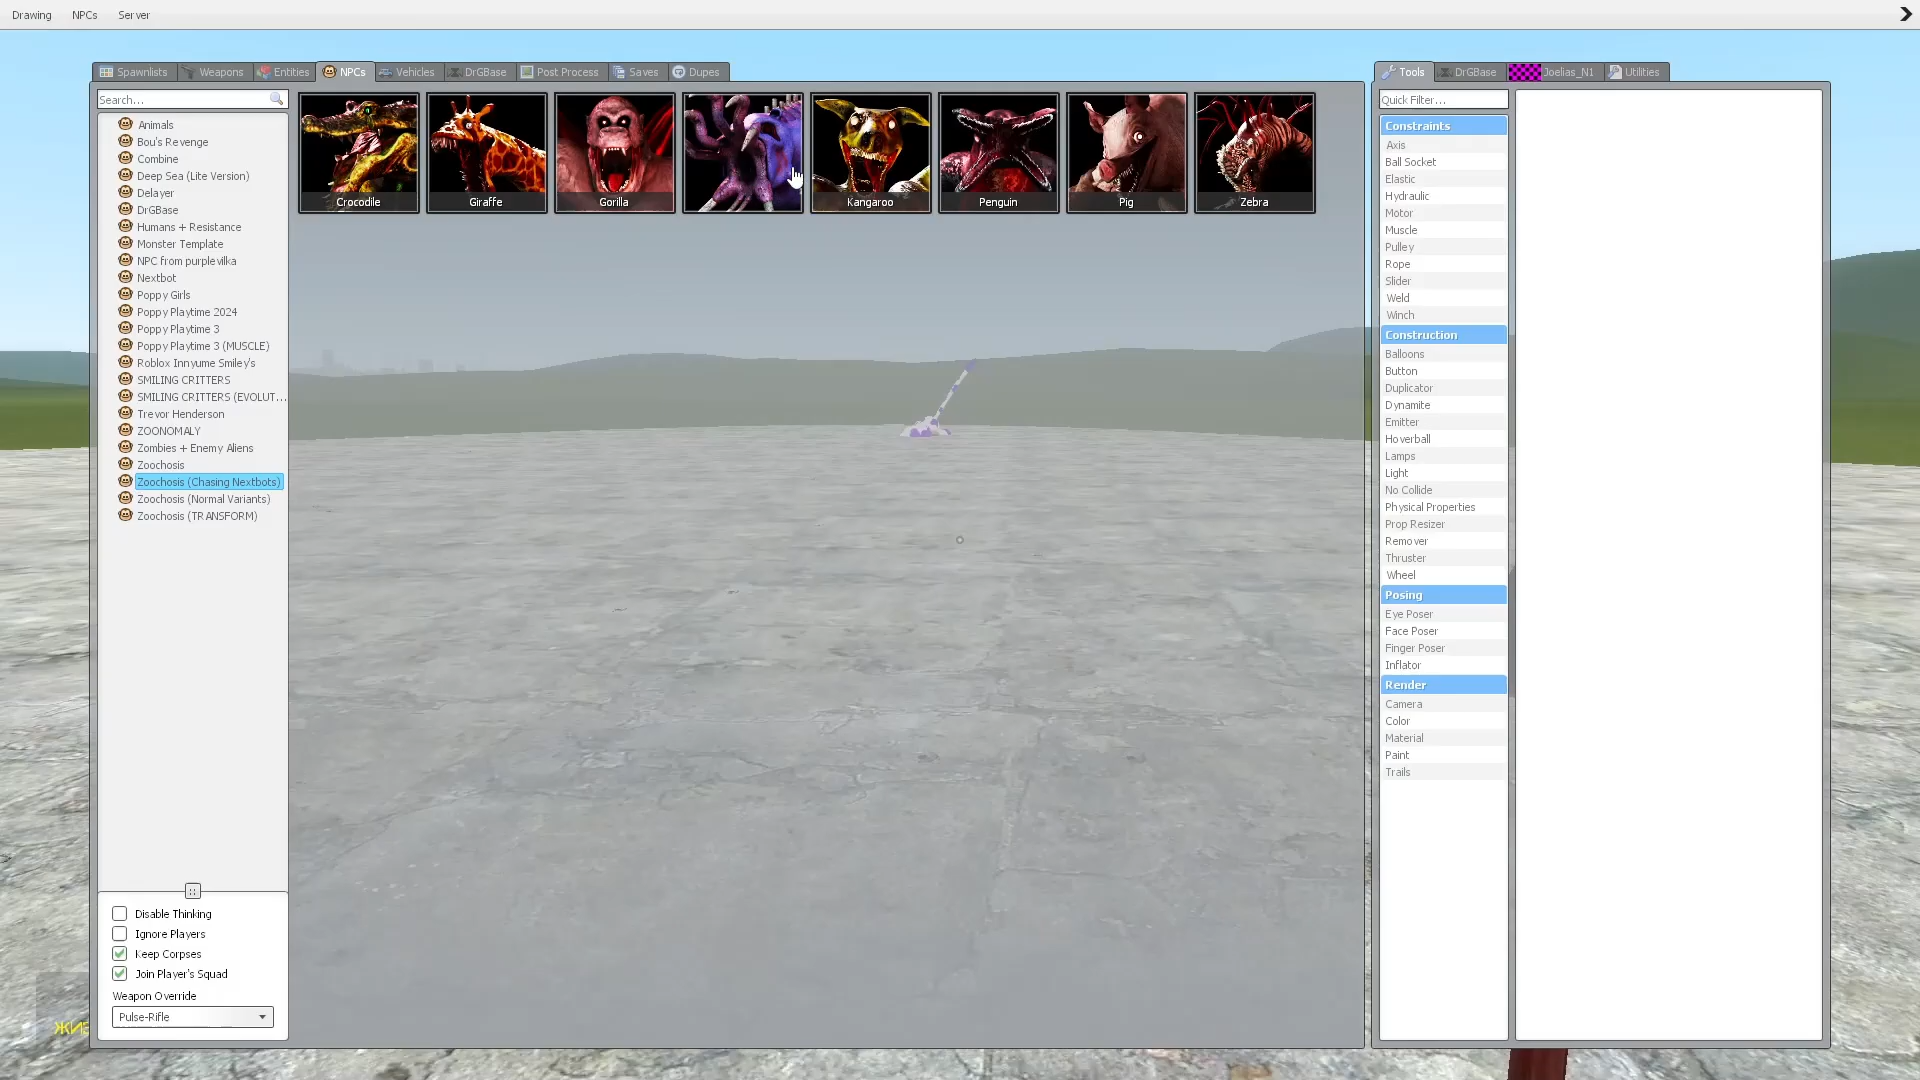 Drawing NPCs Server
Spawnlists Weapons Entities NPCs Vehicles DrGBase Post Process Saves Dupes
Search...
Animals
Bou's Revenge
Combine
Deep Sea (Lite Version)
Delayer
DrGBase
Humans + Resistance
Monster Template
NPC from purplevilka
Nextbot
Poppy Girls
Poppy Playtime 2024
Poppy Playtime 3
Poppy Playtime 3 (MUSCLE)
Roblox Innyume Smiley's
SMILING CRITTERS
SMILING CRITTERS (EVOLUT...
Trevor Henderson
ZOONOMALY
Zombies + Enemy Aliens
Zoochosis
Zoochosis (Chasing Nextbots)
Zoochosis (Normal Variants)
Zoochosis (TRANSFORM)
Disable Thinking
Ignore Players
Keep Corpses
Join Player's Squad
Weapon Override
Pulse-Rifle
ЖИЗ
Crocodile Giraffe Gorilla Kangaroo Penguin Pig Zebra
Tools DrGBase Joelias_N1 Utilities
Quick Filter...
Constraints
Axis
Ball Socket
Elastic
Hydraulic
Motor
Muscle
Pulley
Rope
Slider
Weld
Winch
Construction
Balloons
Button
Duplicator
Dynamite
Emitter
Hoverball
Lamps
Light
No Collide
Physical Properties
Prop Resizer
Remover
Thruster
Wheel
Posing
Eye Poser
Face Poser
Finger Poser
Inflator
Render
Camera
Color
Material
Paint
Trails